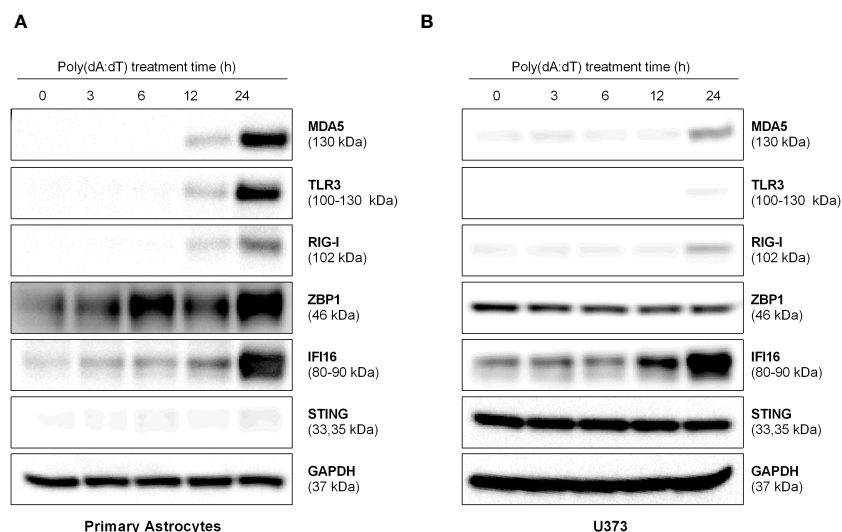 A
Poly(dA:dT) treatment time (h)
0 3 6 12 24
MDA5
(130 kDa)
TLR3
(100-130 kDa)
RIG-I
(102 kDa)
ZBP1
(46 kDa)
IFI16
(80-90 kDa)
STING
(33,35 kDa)
GAPDH
(37 kDa)
Primary Astrocytes
B
Poly(dA:dT) treatment time (h)
0 3 6 12 24
MDA5
(130 kDa)
TLR3
(100-130 kDa)
RIG-I
(102 kDa)
ZBP1
(46 kDa)
IFI16
(80-90 kDa)
STING
(33,35 kDa)
GAPDH
(37 kDa)
U373